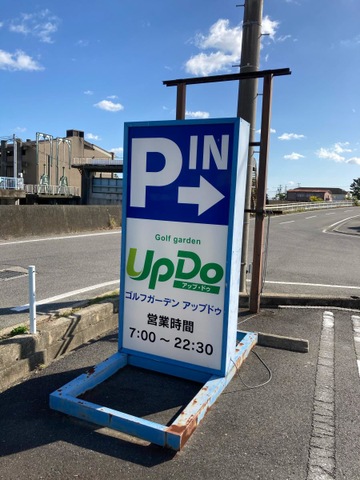 P IN
Golf garden
UpDo
アップ・ドゥ
ゴルフガーデン アップドゥ
営業時間
7:00 〜 22:30